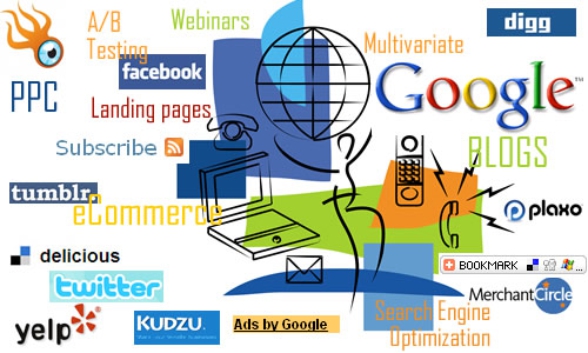 A/B
Testing
Webinars
digg
Multivariate
facebook
Google™
PPC
Landing pages
Subscribe
BLOGS
tumblr.
eCommerce
plaxo
delicious
BOOKMARK
twitter
MerchantCircle
yelp
KUDZU.
Ads by Google
Search Engine
Optimization